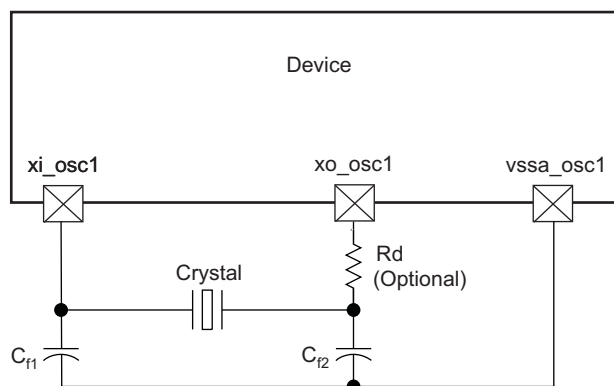 Device
xi_osc1
xo_osc1
vssa_osc1
Rd
(Optional)
Crystal
Cf1
Cf2